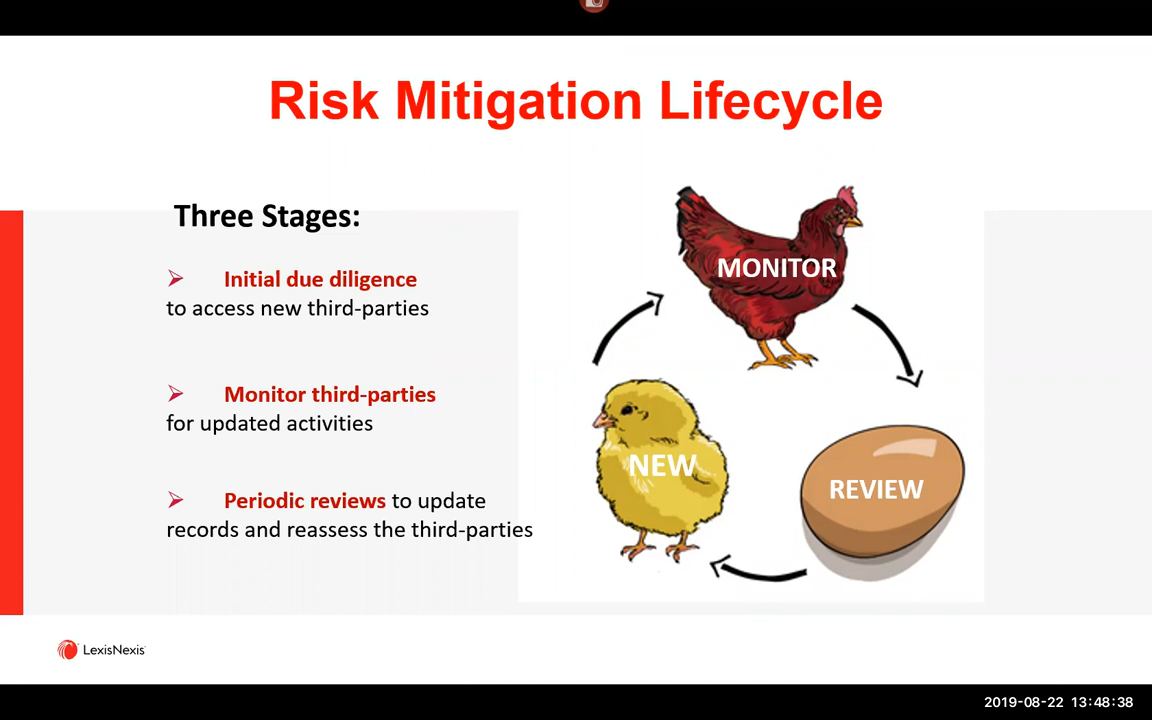 Risk Mitigation Lifecycle
Three Stages:
➢ Initial due diligence
to access new third-parties
➢ Monitor third-parties
for updated activities
➢ Periodic reviews to update
records and reassess the third-parties
MONITOR
NEW
REVIEW
LexisNexis
2019-08-22 13:48:38